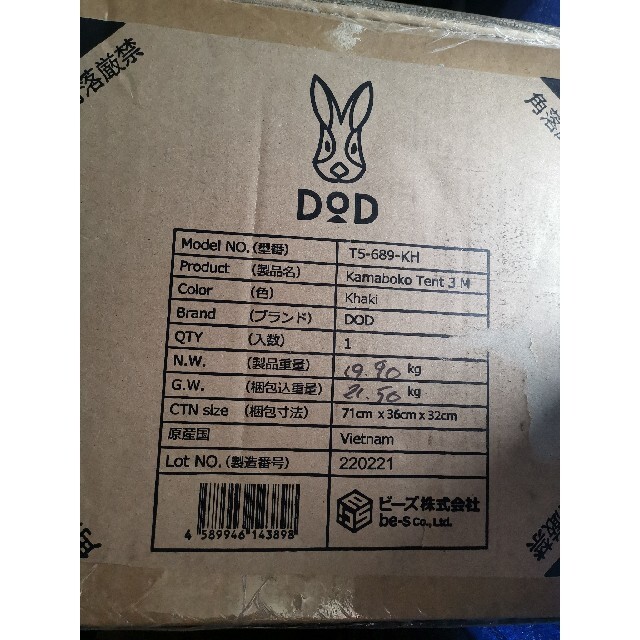 角落厳禁
角落
DOD
Model NO.(型番) T5-689-KH
Product (製品名) Kamaboko Tent 3 M
Color (色) Khaki
Brand (ブランド) DOD
QTY (入数) 1
N.W. (製品重量) 19.90 kg
G.W. (梱包込重量) 21.50 kg
CTN size (梱包寸法) 71cm x 36cm x 32cm
原産国 Vietnam
Lot NO.(製造番号) 220221
4 589946 143898
ビーズ株式会社
be-s Co., Ltd.